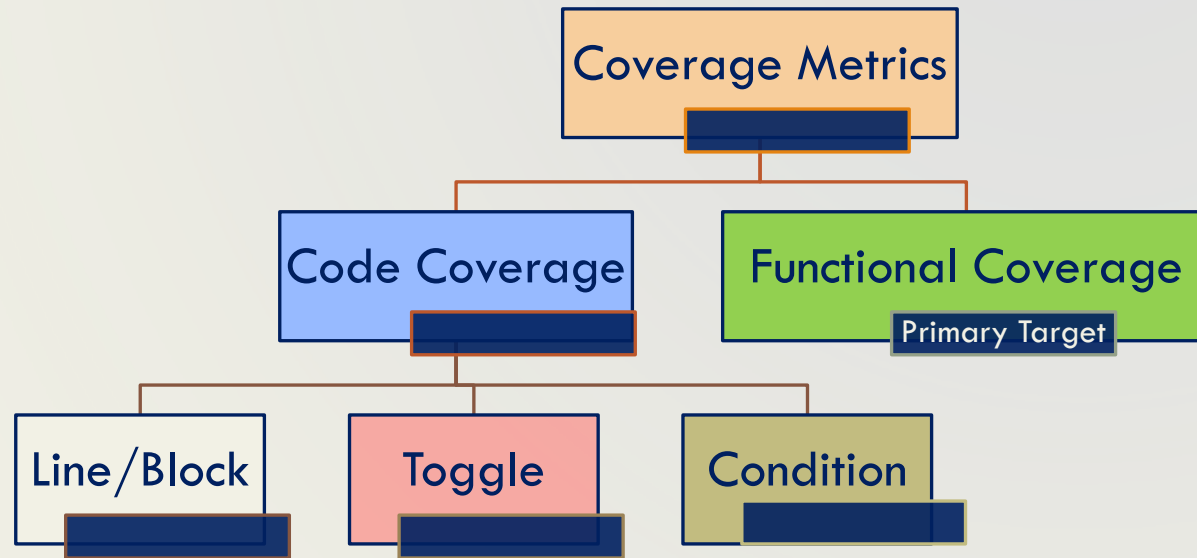 Coverage Metrics
Code Coverage
Functional Coverage
Primary Target
Line/Block
Toggle
Condition